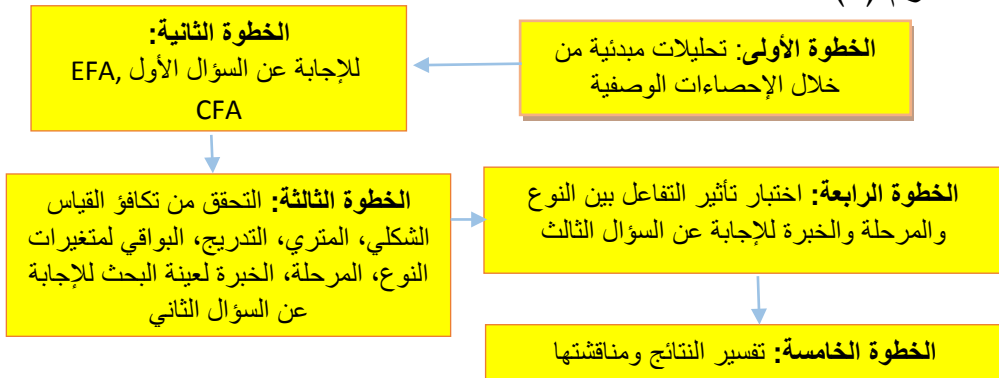 الخطوة الأولى: تحليلات مبدئية من
خلال الإحصاءات الوصفية
الخطوة الثانية:
للإجابة عن السؤال الأول EFA,
CFA
الخطوة الثالثة: التحقق من تكافؤ القياس
الشكلي، المتري، التدريج، البواقي لمتغيرات
النوع، المرحلة، الخبرة لعينة البحث للإجابة
عن السؤال الثاني
الخطوة الرابعة: اختبار تأثير التفاعل بين النوع
والمرحلة والخبرة للإجابة عن السؤال الثالث
الخطوة الخامسة: تفسير النتائج ومناقشتها